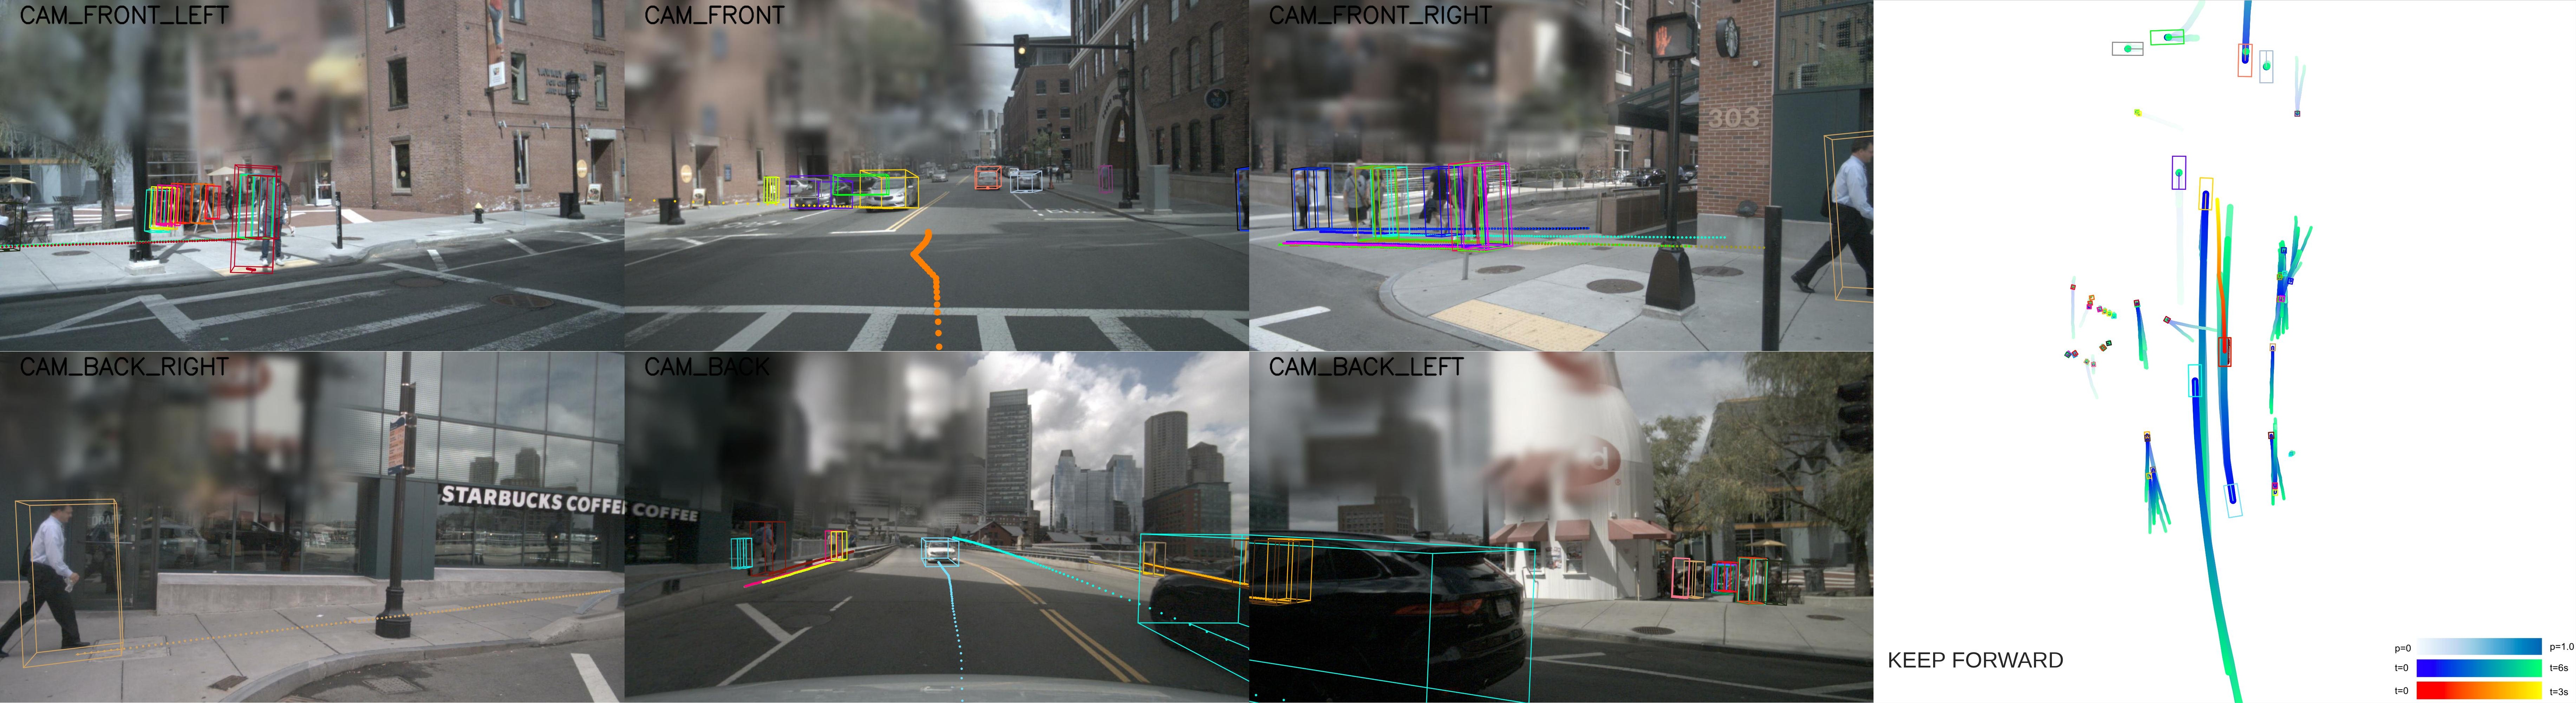 CAM_FRONT_LEFT
CAM_FRONT
CAM_FRONT_RIGHT
303
CAM_BACK_RIGHT
CAM_BACK
CAM_BACK_LEFT
STARBUCKS COFFEE
COFFEE
d
KEEP FORWARD
p=0
p=1.0
t=0
t=6s
t=0
t=3s